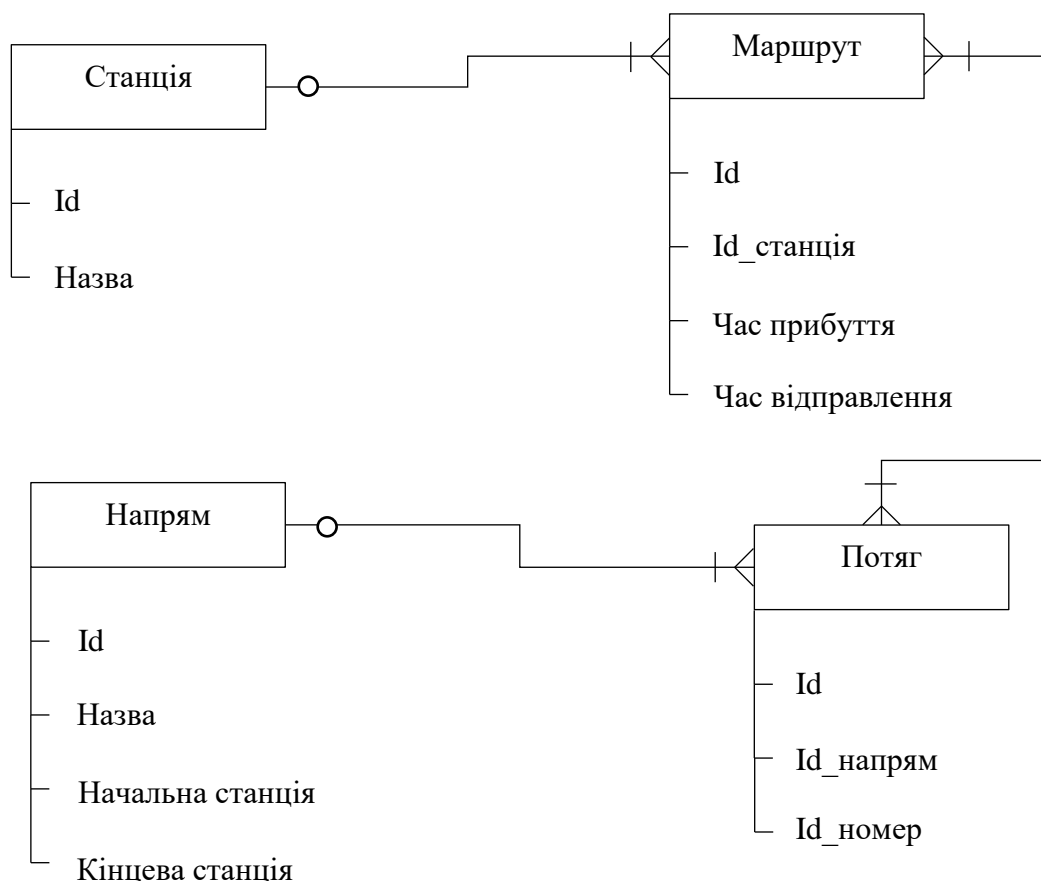 Станція
Id
Назва
Маршрут
Id
Id_станція
Час прибуття
Час відправлення
Напрям
Id
Назва
Начальна станція
Кінцева станція
Потяг
Id
Id_напрям
Id_номер